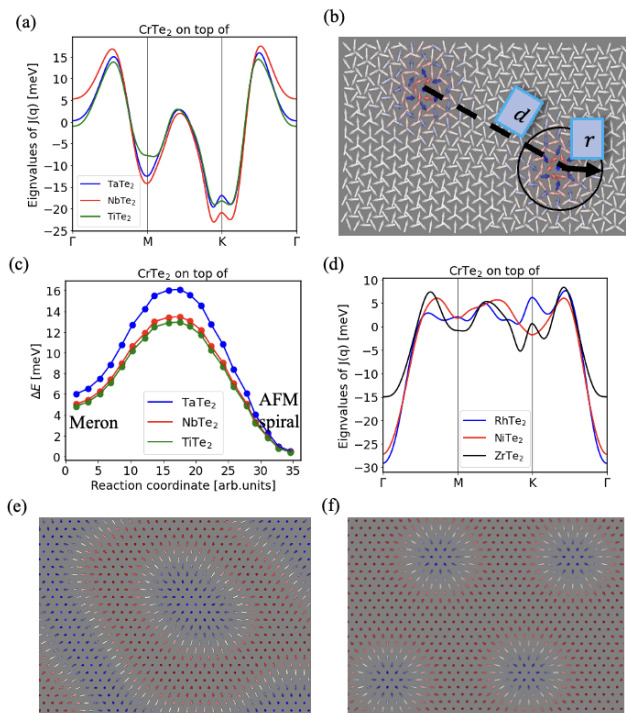 (a)
CrTe₂ on top of
Eignvalues of J(q) [meV]
15
10
5
0
−5
−10
−15
−20
−25
TaTe₂
NbTe₂
TiTe₂
Γ M K Γ
(b)
d
r
(c)
CrTe₂ on top of
ΔE
[meV]
16
14
12
10
8
6
4
2
0
Meron
AFM
spiral
TaTe₂
NbTe₂
TiTe₂
0 5 10 15 20 25 30 35
Reaction coordinate [arb.units]
(d)
CrTe₂ on top of
Eignvalues of J(q) [meV]
10
5
0
−5
−10
−15
−20
−25
−30
RhTe₂
NiTe₂
ZrTe₂
Γ M K Γ
(e)
(f)